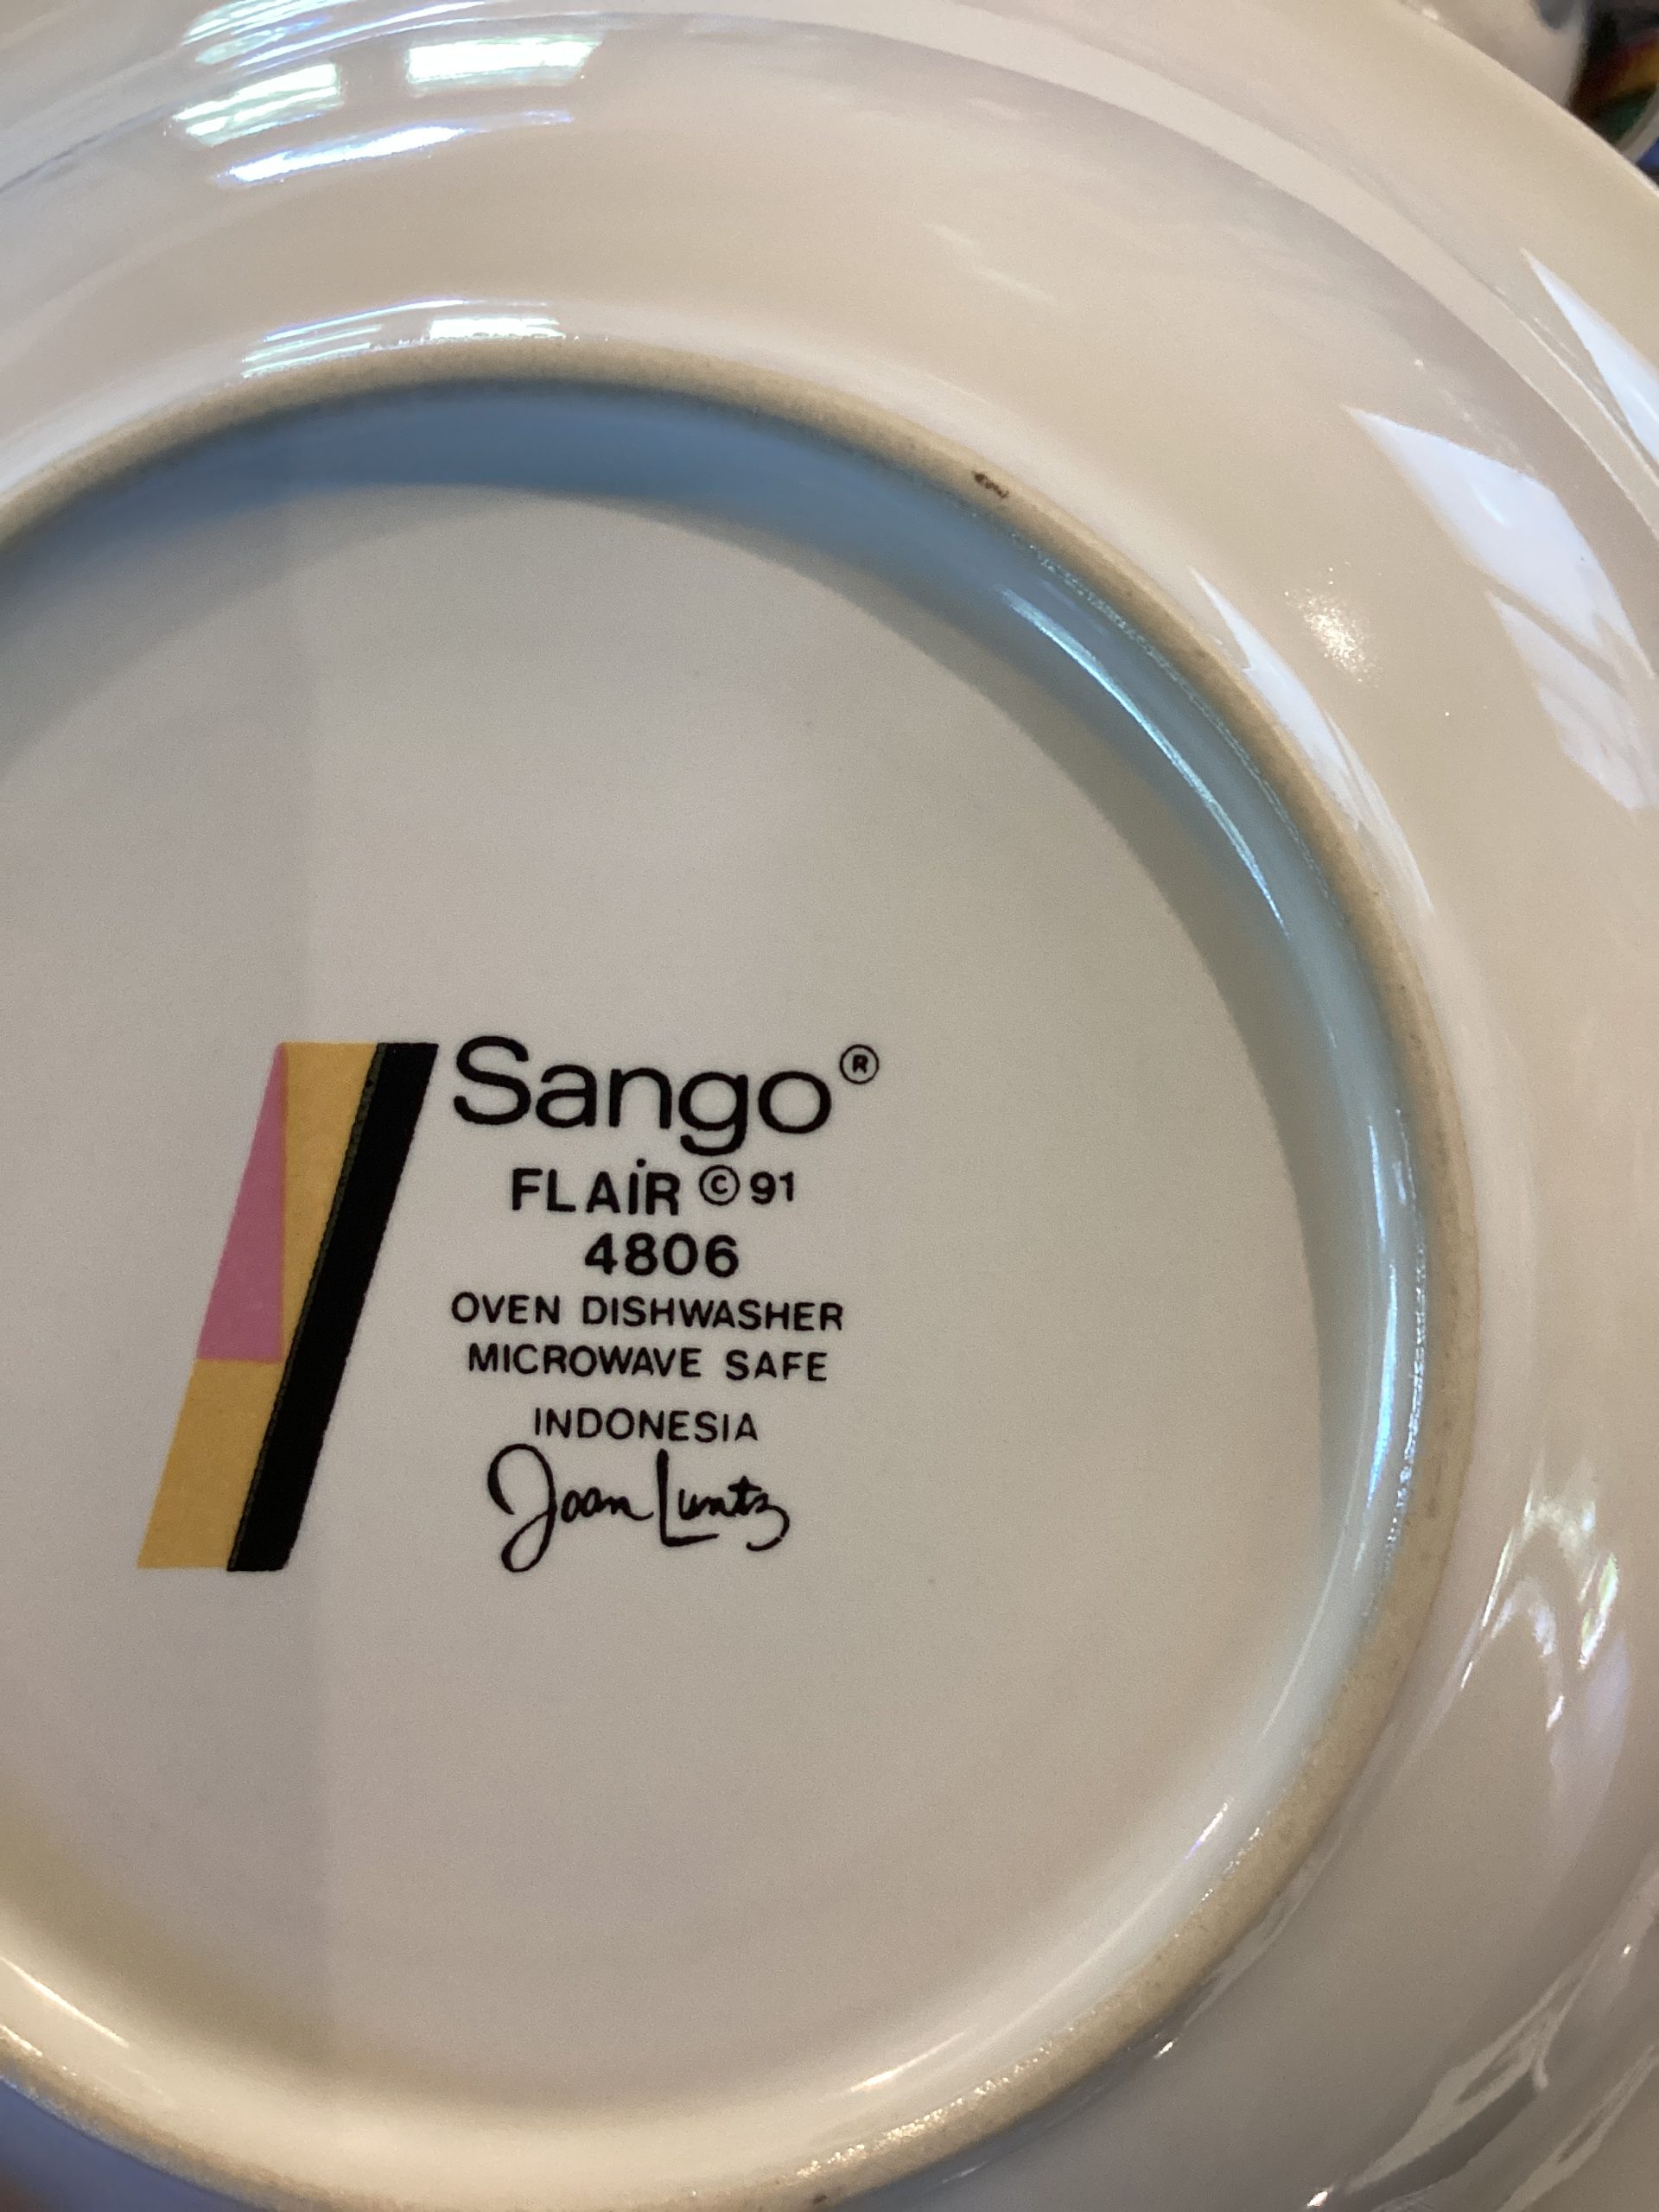 Sango®
FLAiR © 91
4806
OVEN DISHWASHER
MICROWAVE SAFE
INDONESIA
Joan Luntz